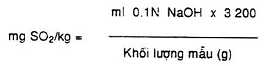 ml 0.1N NaOH x 3 200
mg SO₂/kg =
Khối lượng mẫu (g)